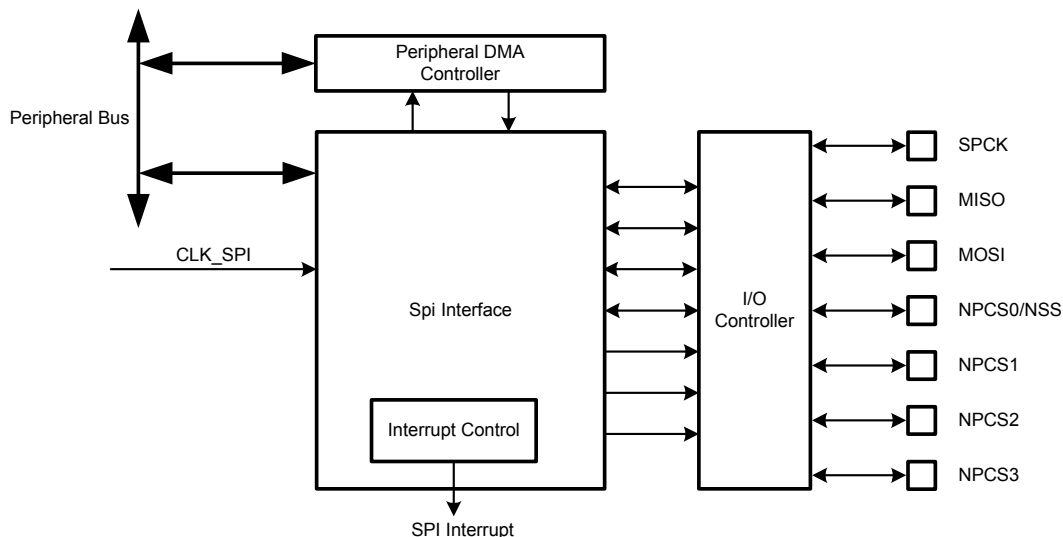 Peripheral DMA
Controller
Peripheral Bus
CLK_SPI
Spi Interface
Interrupt Control
SPI Interrupt
I/O
Controller
SPCK
MISO
MOSI
NPCS0/NSS
NPCS1
NPCS2
NPCS3